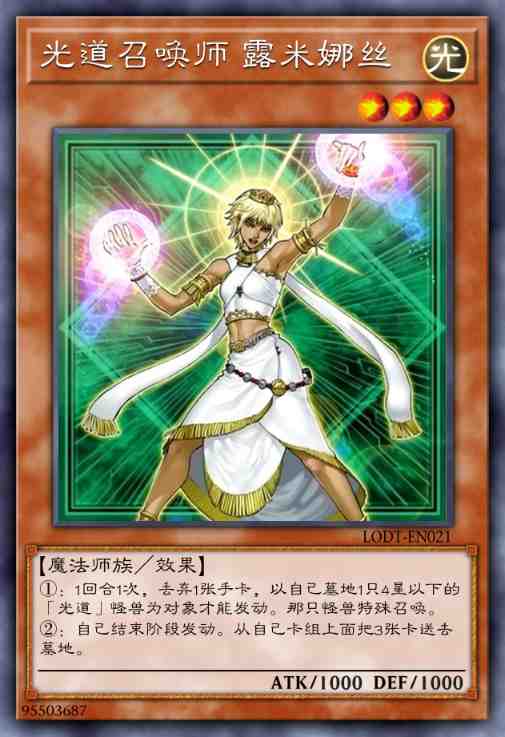 光道召唤师 露米娜丝
光
LODT-EN021
【魔法师族／效果】
①：1回合1次，丢弃1张手卡，以自己墓地1只4星以下的
「光道」怪兽为对象才能发动。那只怪兽特殊召唤。
②：自己结束阶段发动。从自己卡组上面把3张卡送去
墓地。
ATK/1000 DEF/1000
95503687